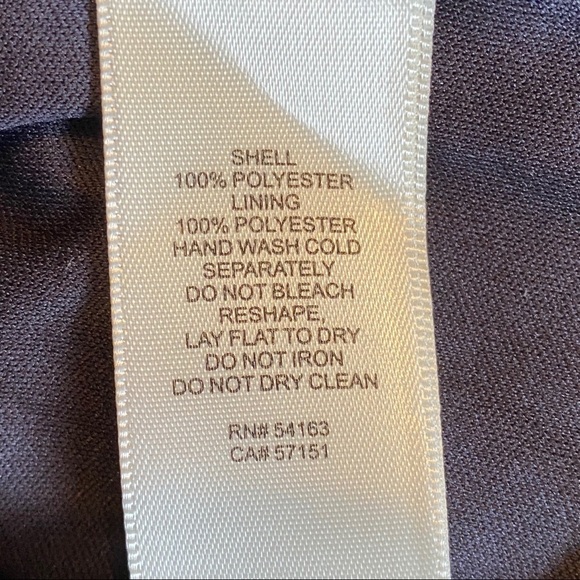 SHELL
100% POLYESTER
LINING
100% POLYESTER
HAND WASH COLD
SEPARATELY
DO NOT BLEACH
RESHAPE,
LAY FLAT TO DRY
DO NOT IRON
DO NOT DRY CLEAN
RN# 54163
CA# 57151